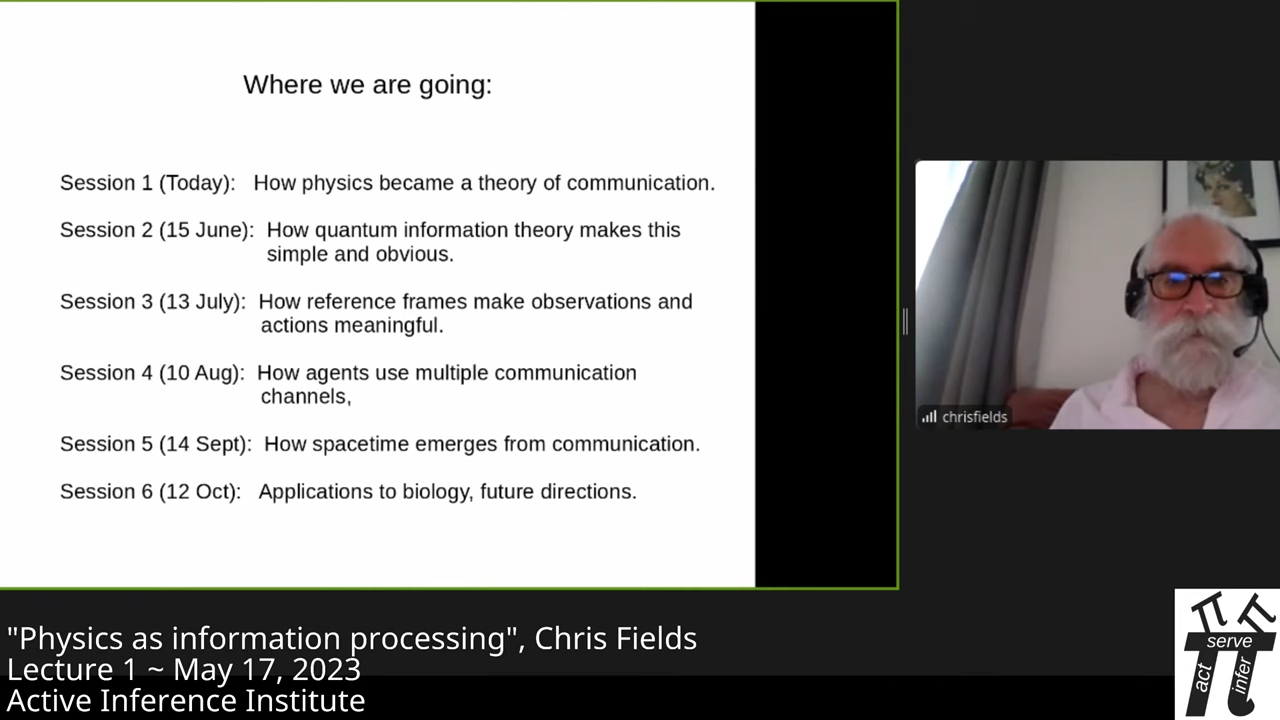 Where we are going:
Session 1 (Today): How physics became a theory of communication.
Session 2 (15 June): How quantum information theory makes this
simple and obvious.
Session 3 (13 July): How reference frames make observations and
actions meaningful.
Session 4 (10 Aug): How agents use multiple communication
channels,
Session 5 (14 Sept): How spacetime emerges from communication.
Session 6 (12 Oct): Applications to biology, future directions.
chrisfields
"Physics as information processing", Chris Fields
Lecture 1 ~ May 17, 2023
Active Inference Institute
serve
act
infer